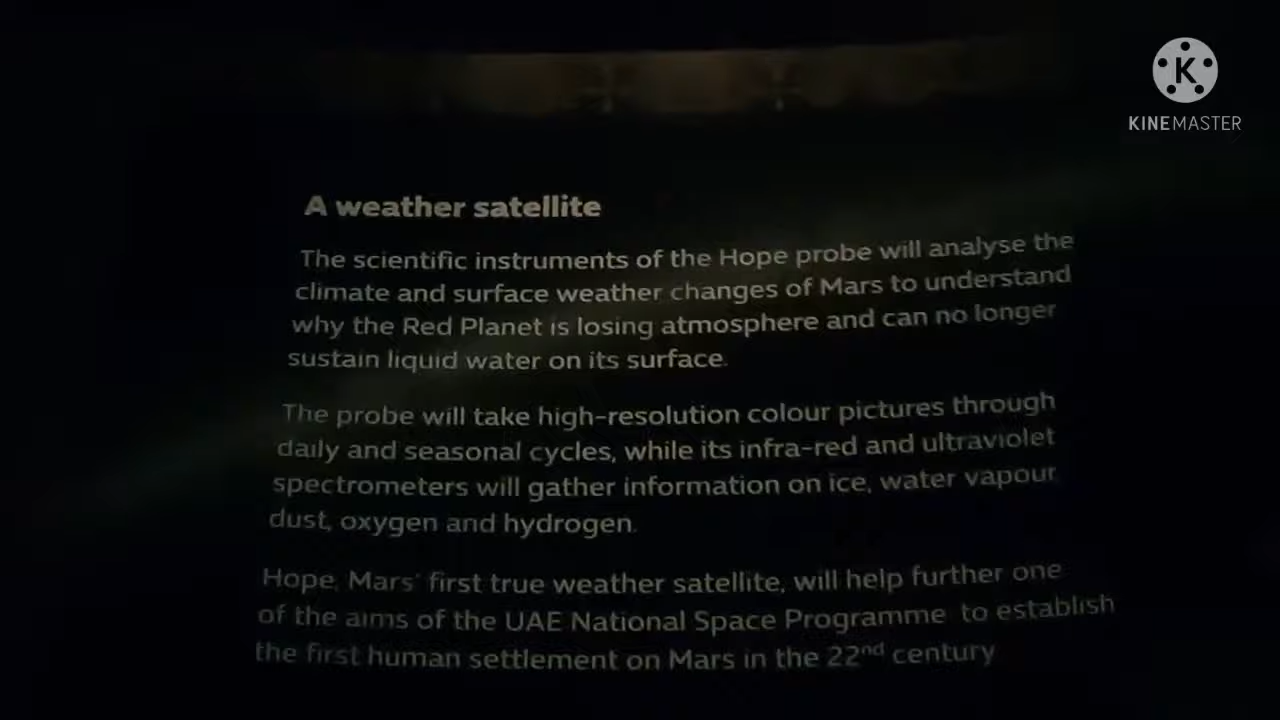 K
KINEMASTER
A weather satellite
The scientific instruments of the Hope probe will analyse the
climate and surface weather changes of Mars to understand
why the Red Planet is losing atmosphere and can no longer
sustain liquid water on its surface.
The probe will take high-resolution colour pictures through
daily and seasonal cycles, while its infra-red and ultraviolet
spectrometers will gather information on ice, water vapour
dust, oxygen and hydrogen.
Hope, Mars' first true weather satellite, will help further one
of the aims of the UAE National Space Programme to establish
the first human settlement on Mars in the 22nd century